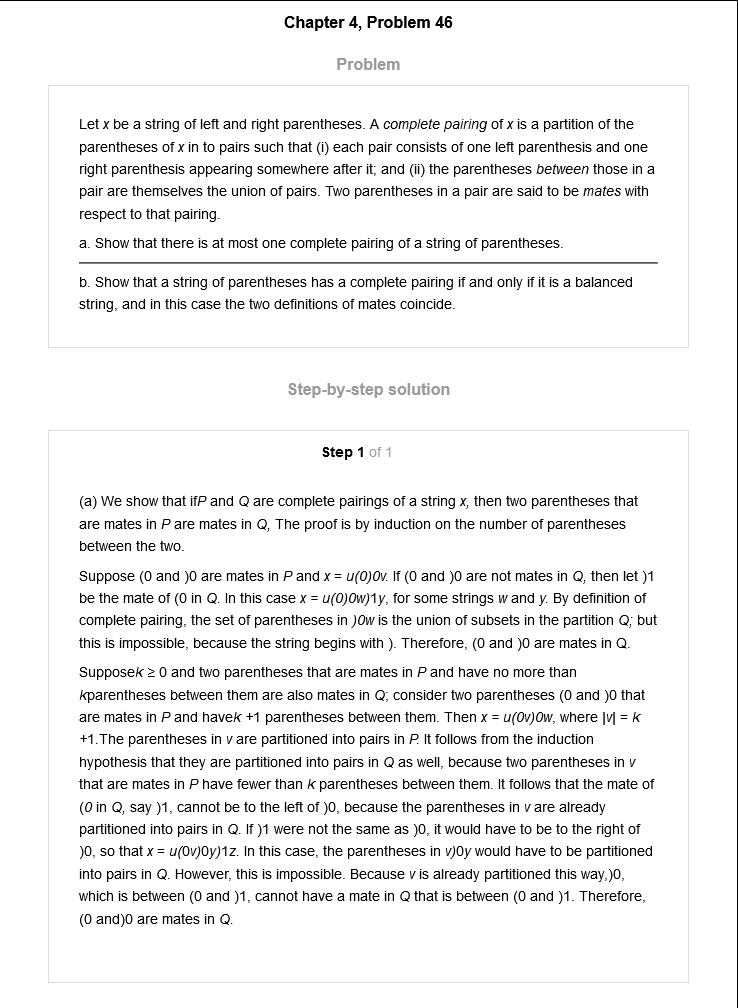 Chapter 4, Problem 46
Problem
Let x be a string of left and right parentheses. A complete pairing of x is a partition of the
parentheses of x in to pairs such that (i) each pair consists of one left parenthesis and one
right parenthesis appearing somewhere after it; and (ii) the parentheses between those in a
pair are themselves the union of pairs. Two parentheses in a pair are said to be mates with
respect to that pairing.
a. Show that there is at most one complete pairing of a string of parentheses.
b. Show that a string of parentheses has a complete pairing if and only if it is a balanced
string, and in this case the two definitions of mates coincide.
Step-by-step solution
Step 1 of 1
(a) We show that ifP and Q are complete pairings of a string x, then two parentheses that
are mates in P are mates in Q, The proof is by induction on the number of parentheses
between the two.
Suppose (0 and )0 are mates in P and x = u(0)0v. If (0 and )0 are not mates in Q, then let )1
be the mate of (0 in Q. In this case x = u(0)0w)1y, for some strings w and y. By definition of
complete pairing, the set of parentheses in )0w is the union of subsets in the partition Q; but
this is impossible, because the string begins with ). Therefore, (0 and )0 are mates in Q.
Supposek ≥ 0 and two parentheses that are mates in P and have no more than
kparentheses between them are also mates in Q; consider two parentheses (0 and )0 that
are mates in P and havek +1 parentheses between them. Then x = u(0v)0w, where |v| = k
+1.The parentheses in v are partitioned into pairs in P. It follows from the induction
hypothesis that they are partitioned into pairs in Q as well, because two parentheses in v
that are mates in P have fewer than k parentheses between them. It follows that the mate of
(0 in Q, say )1, cannot be to the left of )0, because the parentheses in v are already
partitioned into pairs in Q. If )1 were not the same as )0, it would have to be to the right of
)0, so that x = u(0v)0y)1z. In this case, the parentheses in v)0y would have to be partitioned
into pairs in Q. However, this is impossible. Because v is already partitioned this way,)0,
which is between (0 and )1, cannot have a mate in Q that is between (0 and )1. Therefore,
(0 and)0 are mates in Q.